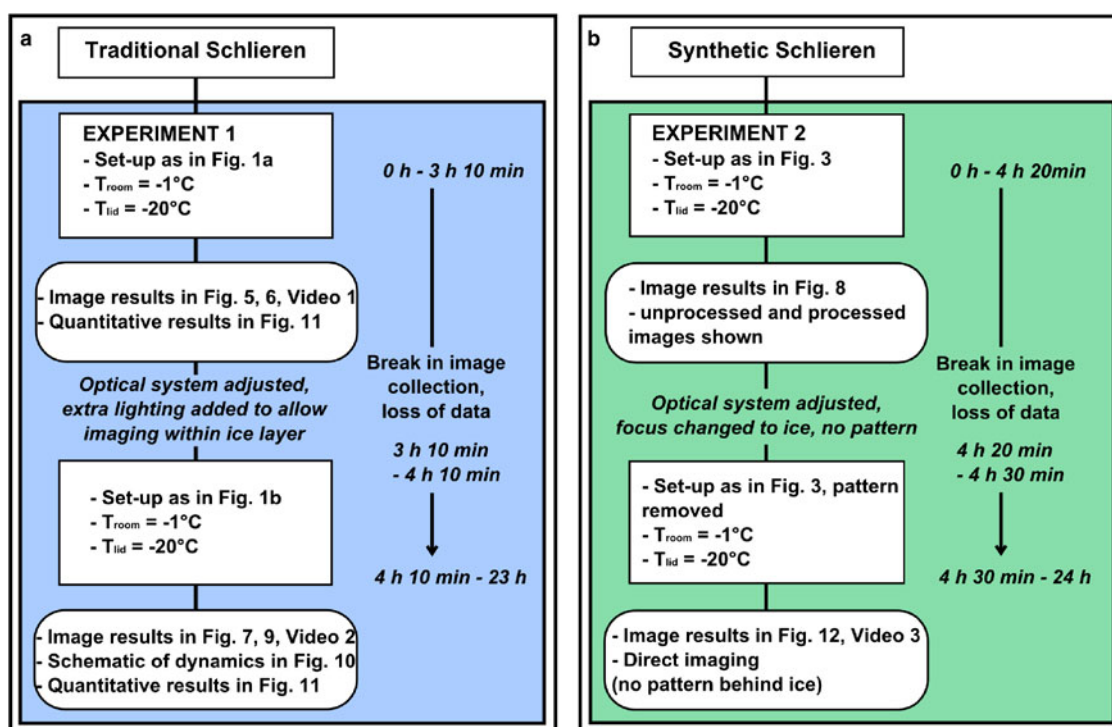 a
Traditional Schlieren
EXPERIMENT 1
- Set-up as in Fig. 1a
- Troom = -1°C
- Tlid = -20°C
0 h - 3 h 10 min
- Image results in Fig. 5, 6, Video 1
- Quantitative results in Fig. 11
Optical system adjusted,
extra lighting added to allow
imaging within ice layer
Break in image
collection,
loss of data
3 h 10 min
- 4 h 10 min
- Set-up as in Fig. 1b
- Troom = -1°C
- Tlid = -20°C
4 h 10 min - 23 h
- Image results in Fig. 7, 9, Video 2
- Schematic of dynamics in Fig. 10
- Quantitative results in Fig. 11
b
Synthetic Schlieren
EXPERIMENT 2
- Set-up as in Fig. 3
- Troom = -1°C
- Tlid = -20°C
0 h - 4 h 20min
- Image results in Fig. 8
- unprocessed and processed
images shown
Optical system adjusted,
focus changed to ice, no pattern
Break in image
collection,
loss of data
4 h 20 min
- 4 h 30 min
- Set-up as in Fig. 3, pattern
removed
- Troom = -1°C
- Tlid = -20°C
4 h 30 min - 24 h
- Image results in Fig. 12, Video 3
- Direct imaging
(no pattern behind ice)